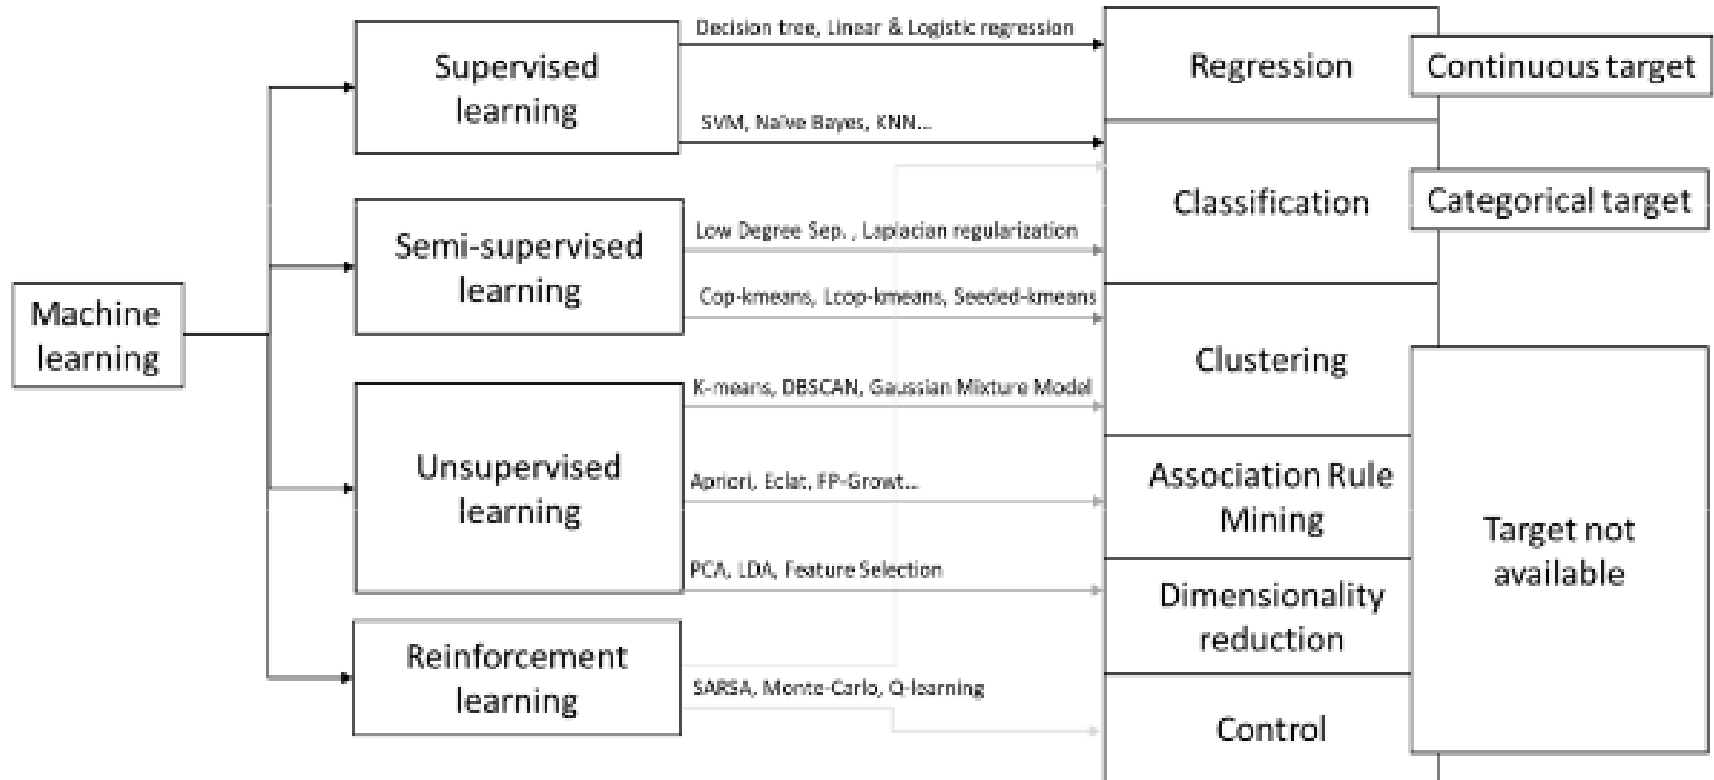 Machine
learning
Supervised
learning
Semi-supervised
learning
Unsupervised
learning
Reinforcement
learning
Decision tree, Linear & Logistic regression
SVM, Naïve Bayes, KNN...
Low Degree Sep. , Laplacian regularization
Cop-kmeans, Lcop-kmeans, Seeded-kmeans
K-means, DBSCAN, Gaussian Mixture Model
Apriori, Eclat, FP-Growt...
PCA, LDA, Feature Selection
SARSA, Monte-Carlo, Q-learning
Regression
Classification
Clustering
Association Rule
Mining
Dimensionality
reduction
Control
Continuous target
Categorical target
Target not
available